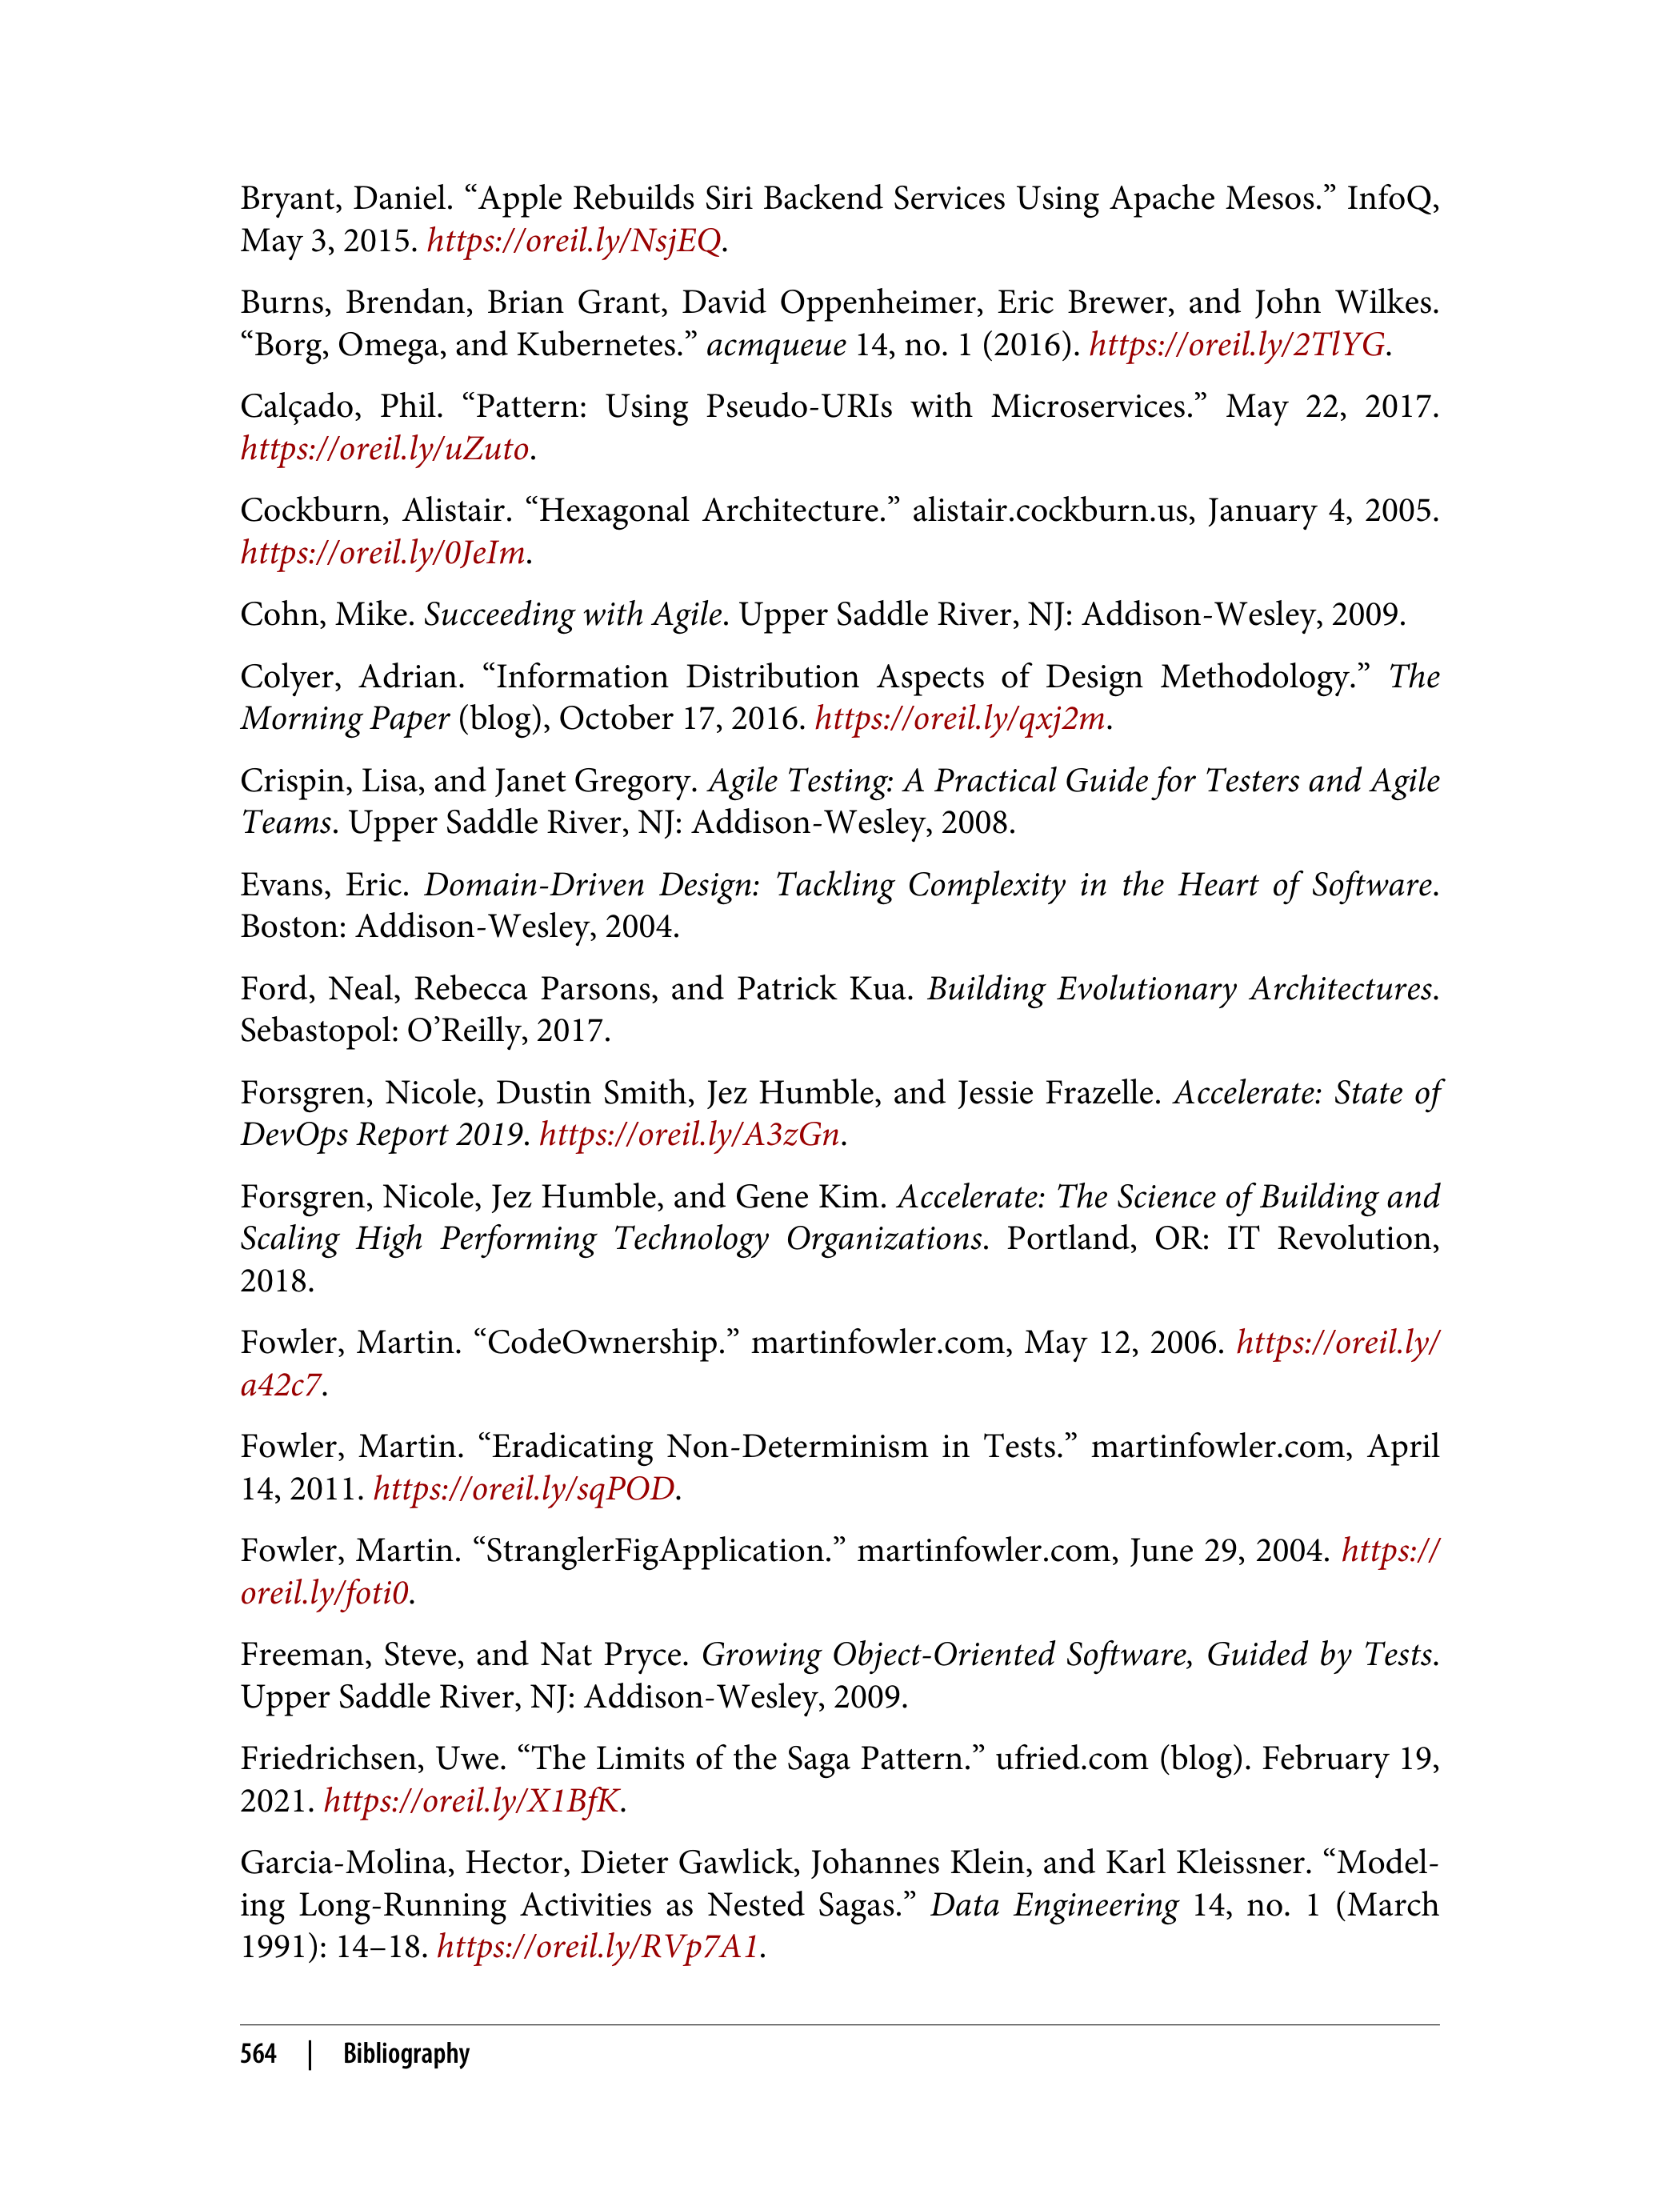 Bryant, Daniel. “Apple Rebuilds Siri Backend Services Using Apache Mesos.” InfoQ,
May 3, 2015. https://oreil.ly/NsjEQ.
Burns, Brendan, Brian Grant, David Oppenheimer, Eric Brewer, and John Wilkes.
“Borg, Omega, and Kubernetes.” acmqueue 14, no. 1 (2016). https://oreil.ly/2TlYG.
Calçado, Phil. “Pattern: Using Pseudo-URIs with Microservices.” May 22, 2017.
https://oreil.ly/uZuto.
Cockburn, Alistair. “Hexagonal Architecture.” alistair.cockburn.us, January 4, 2005.
https://oreil.ly/0JeIm.
Cohn, Mike. Succeeding with Agile. Upper Saddle River, NJ: Addison-Wesley, 2009.
Colyer, Adrian. “Information Distribution Aspects of Design Methodology.” The
Morning Paper (blog), October 17, 2016. https://oreil.ly/qxj2m.
Crispin, Lisa, and Janet Gregory. Agile Testing: A Practical Guide for Testers and Agile
Teams. Upper Saddle River, NJ: Addison-Wesley, 2008.
Evans, Eric. Domain-Driven Design: Tackling Complexity in the Heart of Software.
Boston: Addison-Wesley, 2004.
Ford, Neal, Rebecca Parsons, and Patrick Kua. Building Evolutionary Architectures.
Sebastopol: O’Reilly, 2017.
Forsgren, Nicole, Dustin Smith, Jez Humble, and Jessie Frazelle. Accelerate: State of
DevOps Report 2019. https://oreil.ly/A3zGn.
Forsgren, Nicole, Jez Humble, and Gene Kim. Accelerate: The Science of Building and
Scaling High Performing Technology Organizations. Portland, OR: IT Revolution,
2018.
Fowler, Martin. “CodeOwnership.” martinfowler.com, May 12, 2006. https://oreil.ly/
a42c7.
Fowler, Martin. “Eradicating Non-Determinism in Tests.” martinfowler.com, April
14, 2011. https://oreil.ly/sqPOD.
Fowler, Martin. “StranglerFigApplication.” martinfowler.com, June 29, 2004. https://
oreil.ly/foti0.
Freeman, Steve, and Nat Pryce. Growing Object-Oriented Software, Guided by Tests.
Upper Saddle River, NJ: Addison-Wesley, 2009.
Friedrichsen, Uwe. “The Limits of the Saga Pattern.” ufried.com (blog). February 19,
2021. https://oreil.ly/X1BfK.
Garcia-Molina, Hector, Dieter Gawlick, Johannes Klein, and Karl Kleissner. “Model-
ing Long-Running Activities as Nested Sagas.” Data Engineering 14, no. 1 (March
1991): 14–18. https://oreil.ly/RVp7A1.
564 | Bibliography